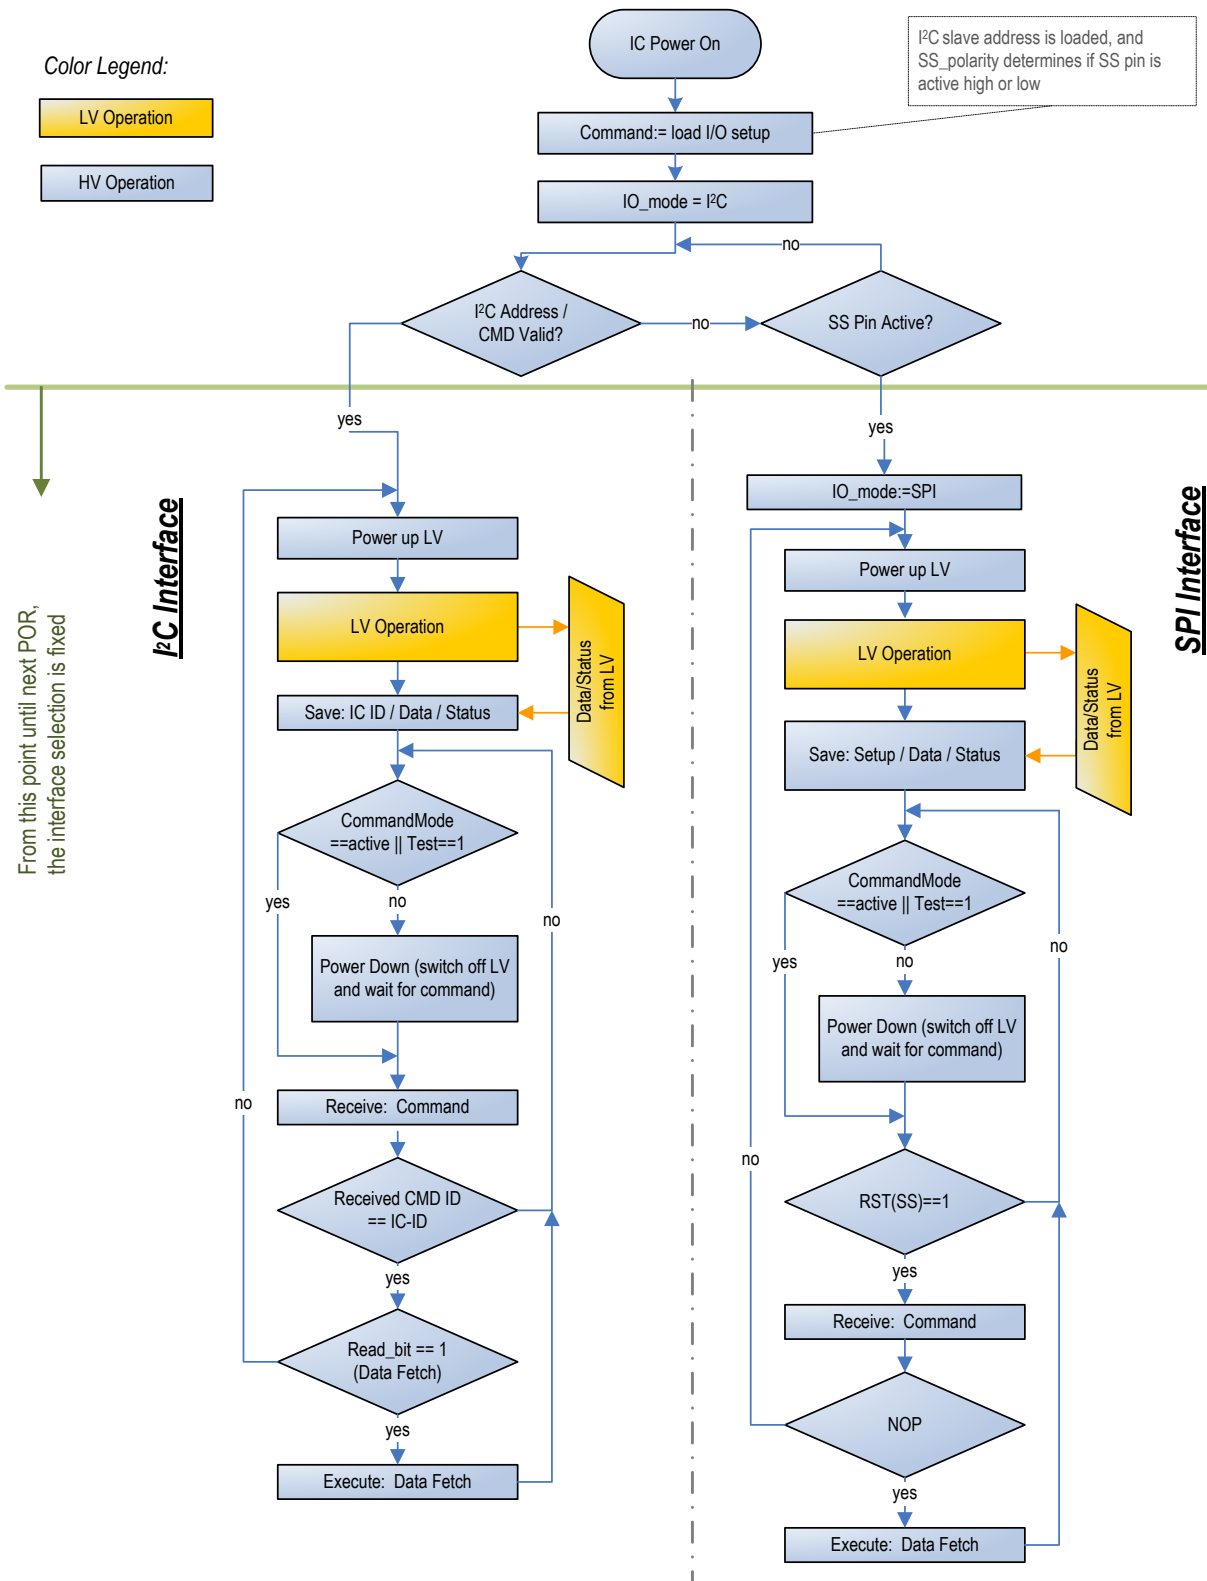 IC Power On
I²C slave address is loaded, and
SS_polarity determines if SS pin is
active high or low
Color Legend:
LV Operation
HV Operation
Command:= load I/O setup
IO_mode = I²C
no
I²C Address /
CMD Valid?
no
SS Pin Active?
yes
yes
From this point until next POR,
the interface selection is fixed
I²C Interface
Power up LV
LV Operation
Data/Status
from LV
Save: IC ID / Data / Status
CommandMode
==active || Test==1
yes
no
no
Power Down (switch off LV
and wait for command)
no
Receive: Command
Received CMD ID
== IC-ID
yes
Read_bit == 1
(Data Fetch)
yes
Execute: Data Fetch
SPI Interface
IO_mode:=SPI
Power up LV
LV Operation
Data/Status
from LV
Save: Setup / Data / Status
CommandMode
==active || Test==1
yes
no
no
Power Down (switch off LV
and wait for command)
no
RST(SS)==1
yes
Receive: Command
NOP
yes
Execute: Data Fetch